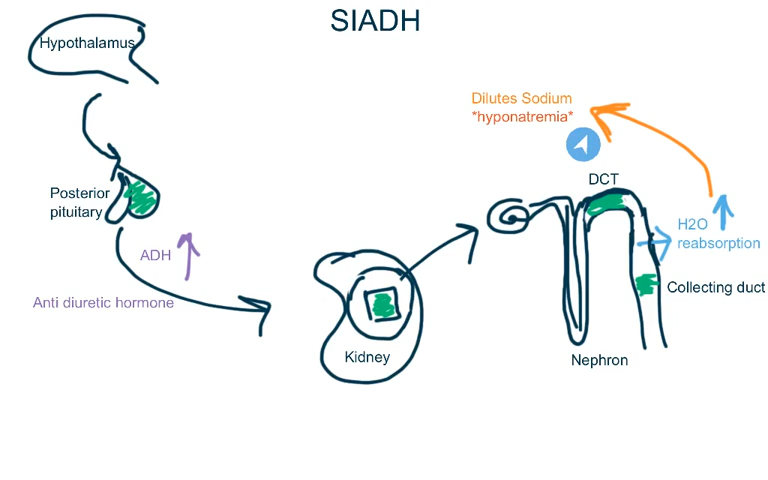 SIADH
Hypothalamus
Posterior
pituitary
ADH
Anti diuretic hormone
Kidney
Dilutes Sodium
*hyponatremia*
DCT
H2O
reabsorption
Collecting duct
Nephron